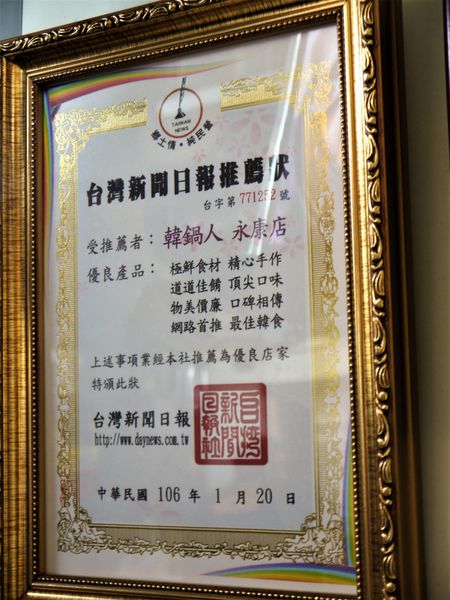 TAIWAN
NEWS
鄉土情•純民營
台灣新聞日報推薦狀
台字第771252號
受推薦者：韓鍋人 永康店
優良產品：極鮮食材 精心手作
道道佳餚 頂尖口味
物美價廉 口碑相傳
網路首推 最佳韓食
上述事項業經本社推薦為優良店家
特頒此狀
台灣新聞日報
http://www.daynews.com.tw
台灣
新聞
日報社
中華民國 106 年 1 月 20 日